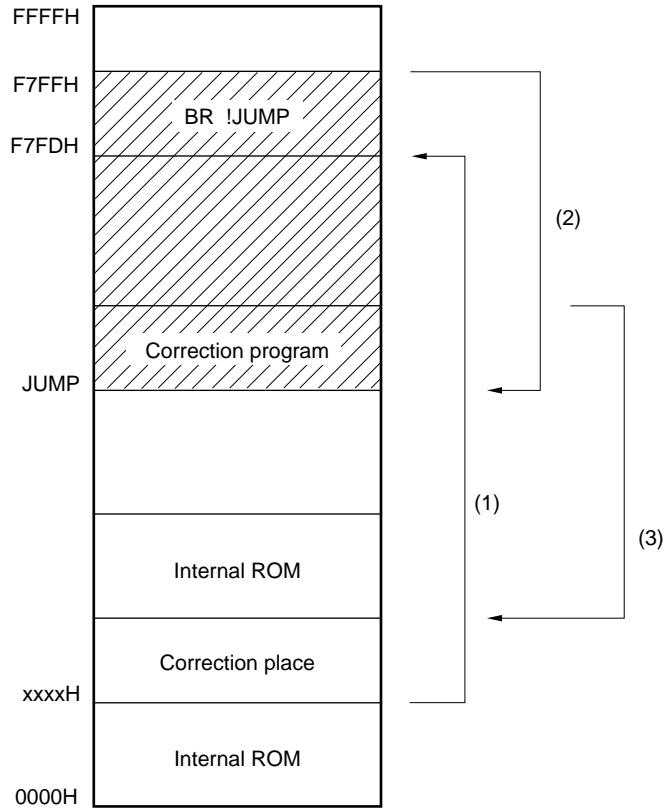 FFFFH
F7FFH
BR !JUMP
F7FDH
(2)
Correction program
JUMP
(1)
(3)
Internal ROM
Correction place
xxxxH
Internal ROM
0000H